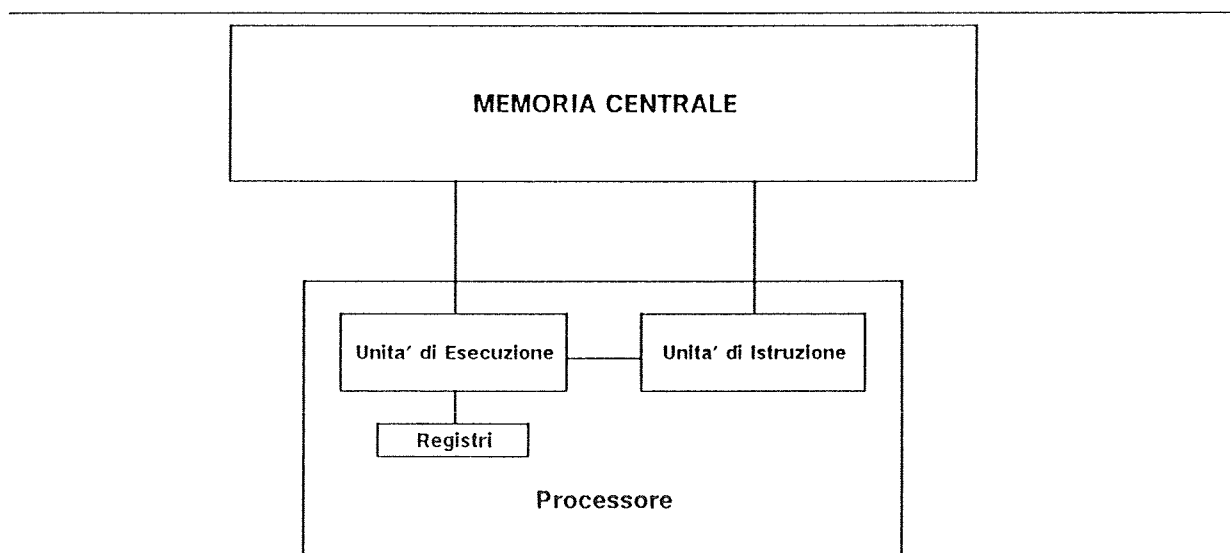 MEMORIA CENTRALE
Unita' di Esecuzione
Unita' di Istruzione
Registri
Processore